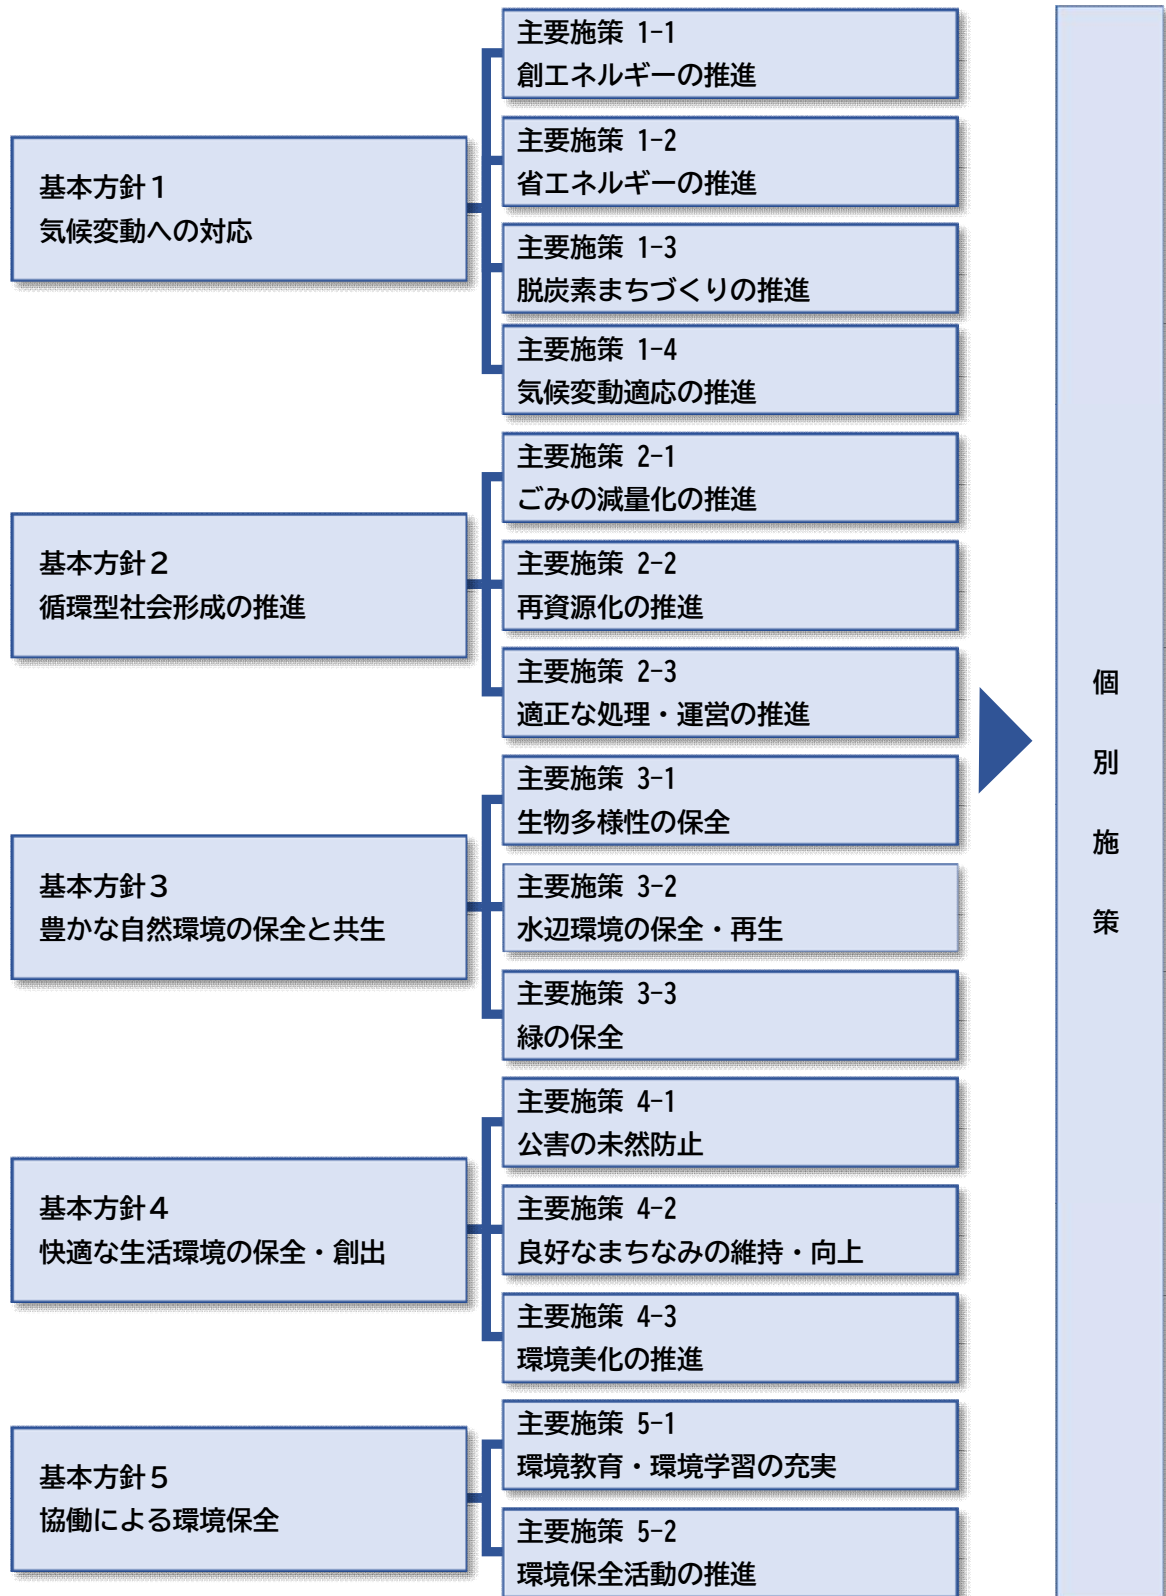 基本方針１
気候変動への対応
主要施策 1-1
創エネルギーの推進
主要施策 1-2
省エネルギーの推進
主要施策 1-3
脱炭素まちづくりの推進
主要施策 1-4
気候変動適応の推進
基本方針２
循環型社会形成の推進
主要施策 2-1
ごみの減量化の推進
主要施策 2-2
再資源化の推進
主要施策 2-3
適正な処理・運営の推進
基本方針３
豊かな自然環境の保全と共生
主要施策 3-1
生物多様性の保全
主要施策 3-2
水辺環境の保全・再生
主要施策 3-3
緑の保全
基本方針４
快適な生活環境の保全・創出
主要施策 4-1
公害の未然防止
主要施策 4-2
良好なまちなみの維持・向上
主要施策 4-3
環境美化の推進
基本方針５
協働による環境保全
主要施策 5-1
環境教育・環境学習の充実
主要施策 5-2
環境保全活動の推進
個別施策